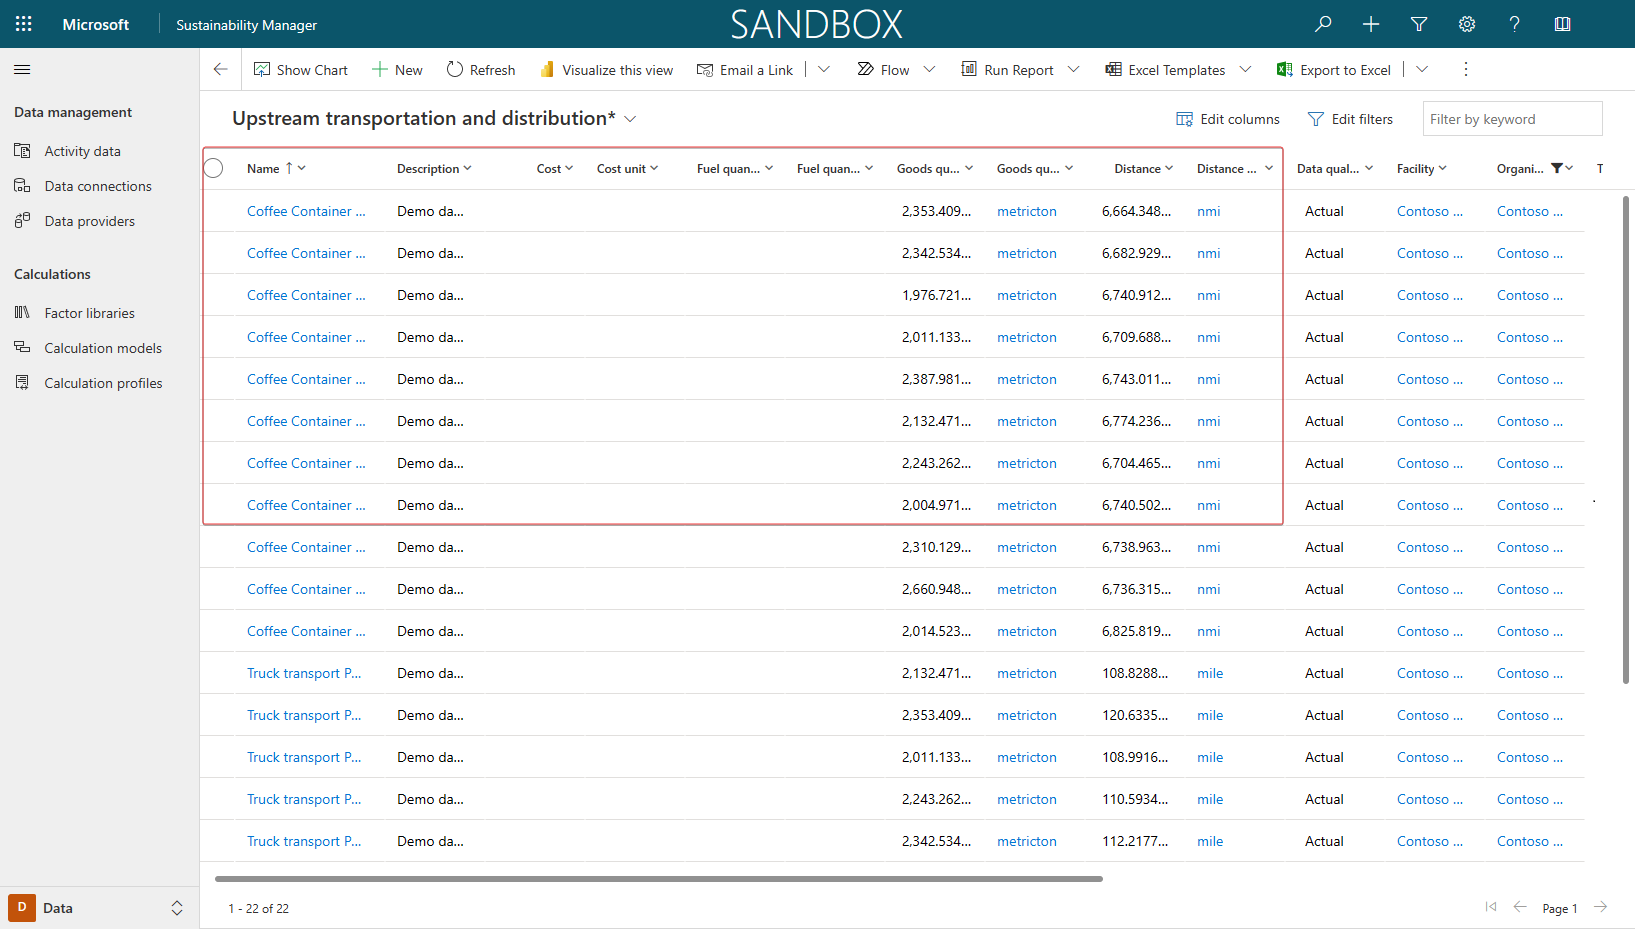 Microsoft Sustainability Manager SANDBOX
Show Chart New Refresh Visualize this view Email a Link Flow Run Report Excel Templates Export to Excel
Data management
Activity data
Data connections
Data providers
Calculations
Factor libraries
Calculation models
Calculation profiles
D Data
Upstream transportation and distribution*
Edit columns Edit filters Filter by keyword
Name Description Cost Cost unit Fuel quan... Fuel quan... Goods qu... Goods qu... Distance Distance ... Data qual... Facility Organi... T
Coffee Container ... Demo da... 2,353.409... metricton 6,664.348... nmi Actual Contoso ... Contoso ...
Coffee Container ... Demo da... 2,342.534... metricton 6,682.929... nmi Actual Contoso ... Contoso ...
Coffee Container ... Demo da... 1,976.721... metricton 6,740.912... nmi Actual Contoso ... Contoso ...
Coffee Container ... Demo da... 2,011.133... metricton 6,709.688... nmi Actual Contoso ... Contoso ...
Coffee Container ... Demo da... 2,387.981... metricton 6,743.011... nmi Actual Contoso ... Contoso ...
Coffee Container ... Demo da... 2,132.471... metricton 6,774.236... nmi Actual Contoso ... Contoso ...
Coffee Container ... Demo da... 2,243.262... metricton 6,704.465... nmi Actual Contoso ... Contoso ...
Coffee Container ... Demo da... 2,004.971... metricton 6,740.502... nmi Actual Contoso ... Contoso ...
Coffee Container ... Demo da... 2,310.129... metricton 6,738.963... nmi Actual Contoso ... Contoso ...
Coffee Container ... Demo da... 2,660.948... metricton 6,736.315... nmi Actual Contoso ... Contoso ...
Coffee Container ... Demo da... 2,014.523... metricton 6,825.819... nmi Actual Contoso ... Contoso ...
Truck transport P... Demo da... 2,132.471... metricton 108.8288... mile Actual Contoso ... Contoso ...
Truck transport P... Demo da... 2,353.409... metricton 120.6335... mile Actual Contoso ... Contoso ...
Truck transport P... Demo da... 2,011.133... metricton 108.9916... mile Actual Contoso ... Contoso ...
Truck transport P... Demo da... 2,243.262... metricton 110.5934... mile Actual Contoso ... Contoso ...
Truck transport P... Demo da... 2,342.534... metricton 112.2177... mile Actual Contoso ... Contoso ...
1 - 22 of 22 Page 1